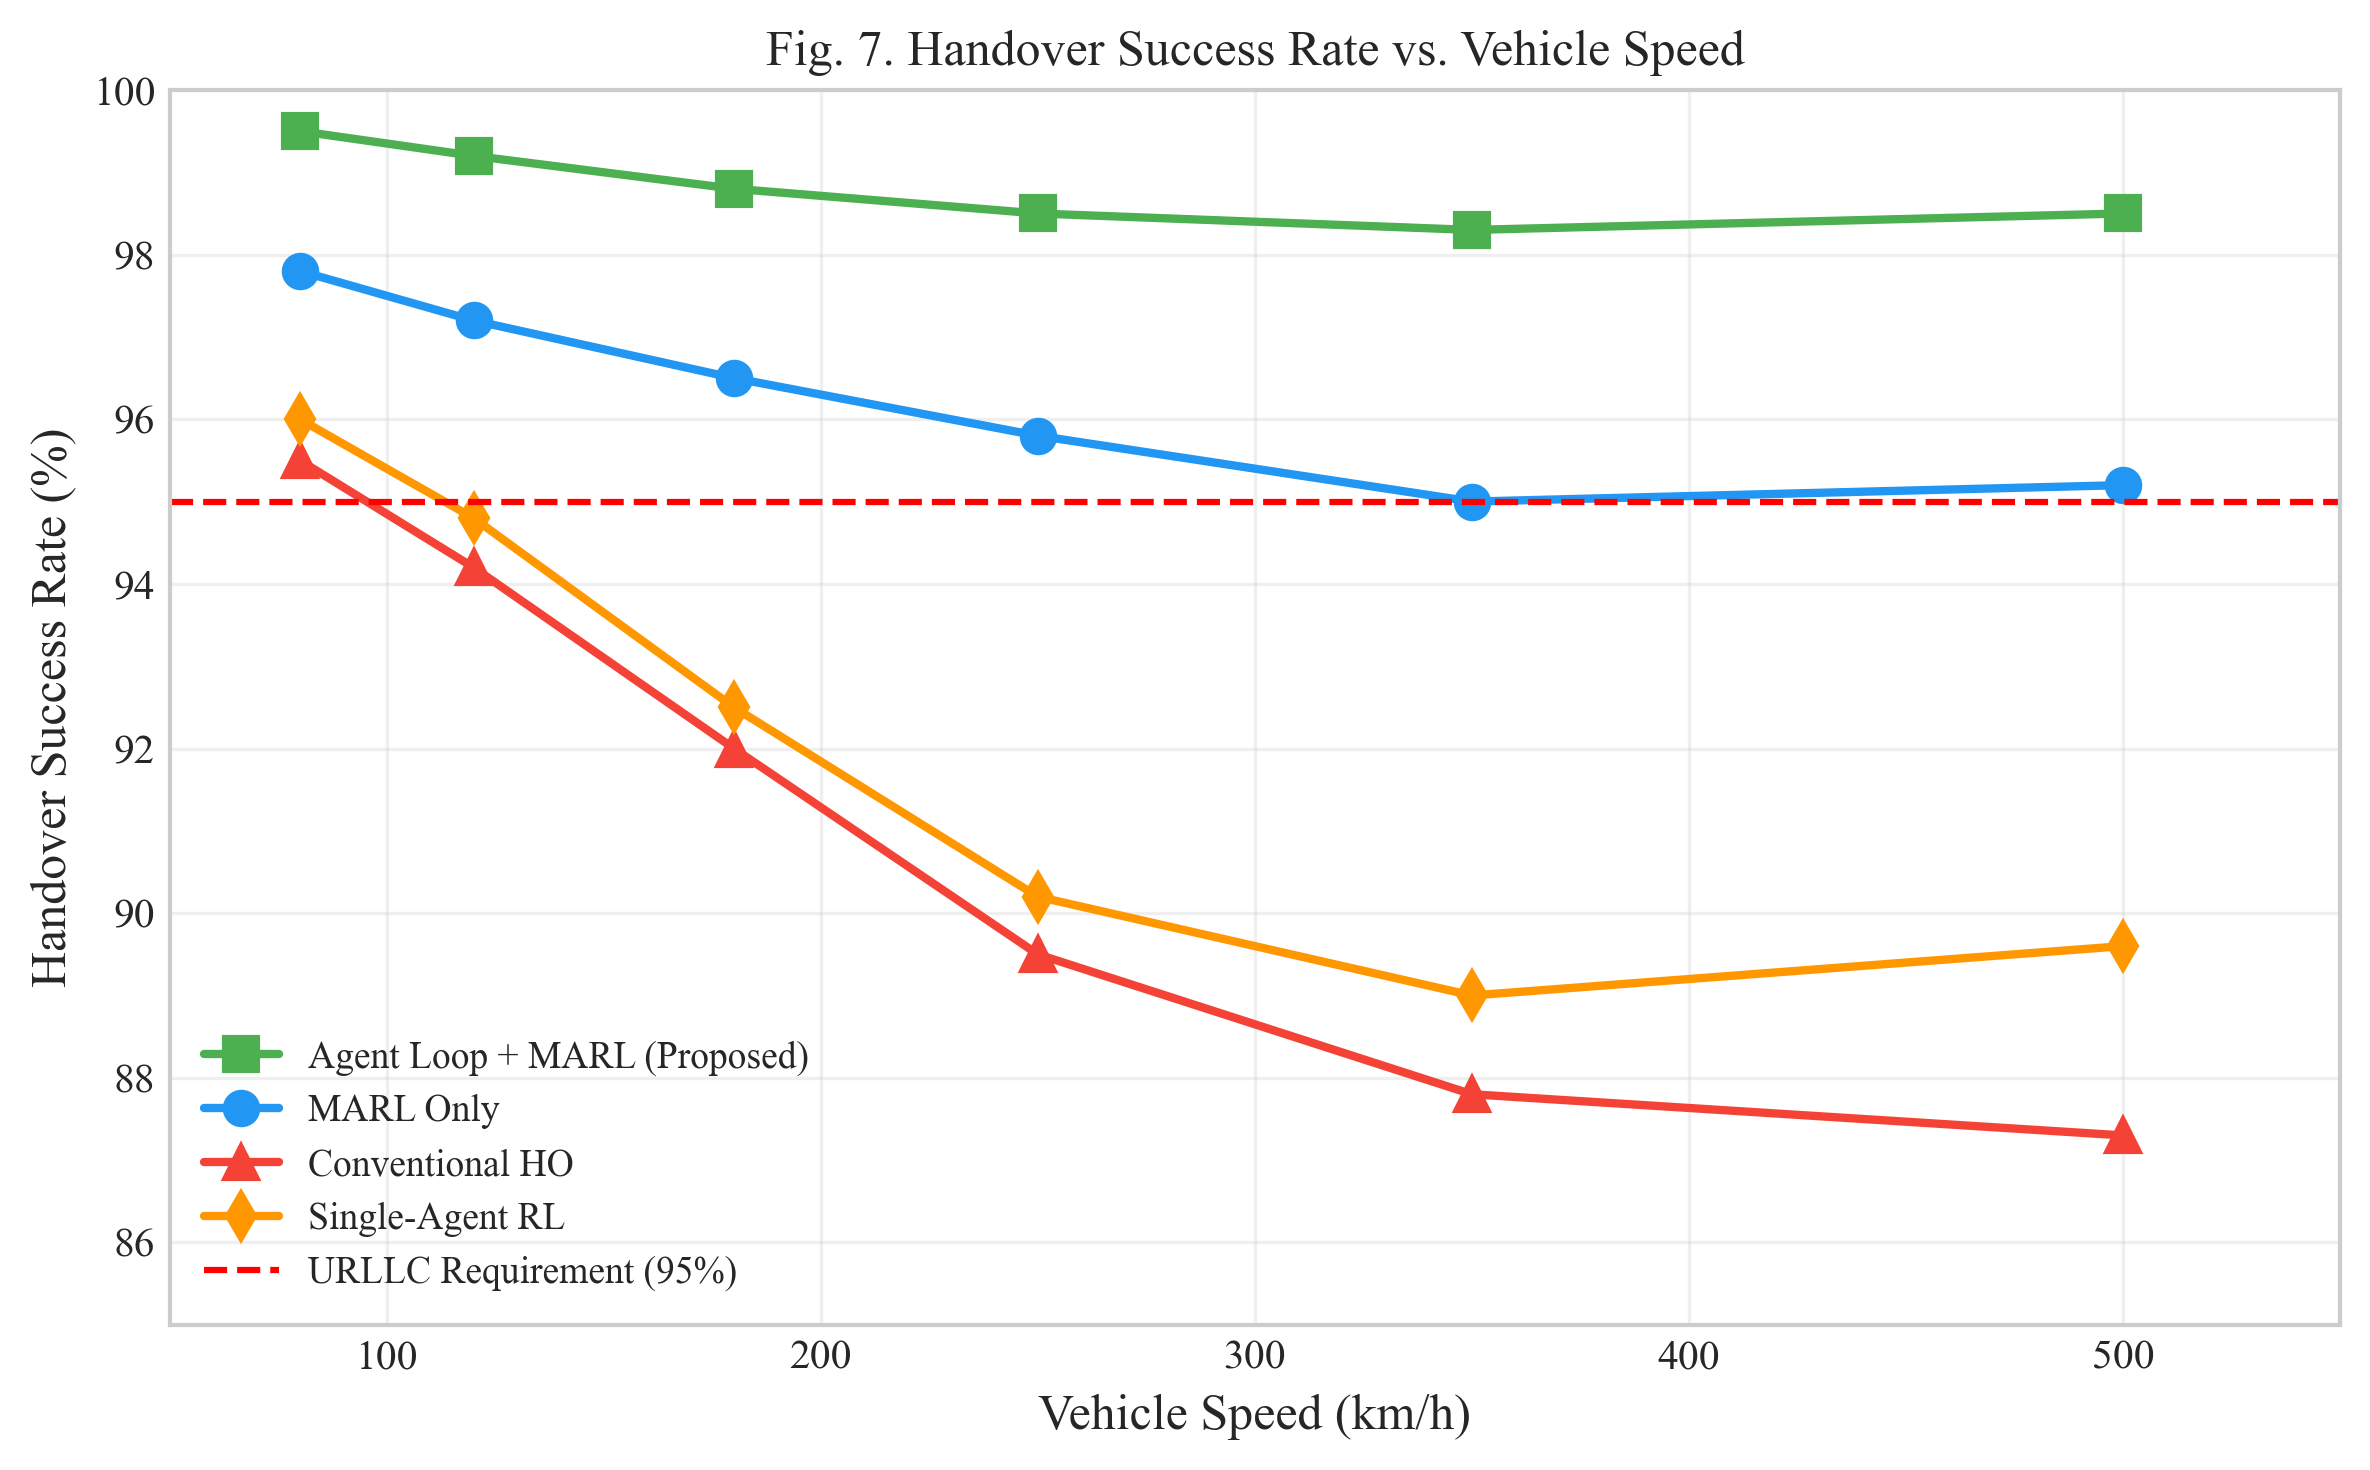 Fig. 7. Handover Success Rate vs. Vehicle Speed
Handover Success Rate (%)
100
98
96
94
92
90
88
86
Agent Loop + MARL (Proposed)
MARL Only
Conventional HO
Single-Agent RL
URLLC Requirement (95%)
100 200 300 400 500
Vehicle Speed (km/h)